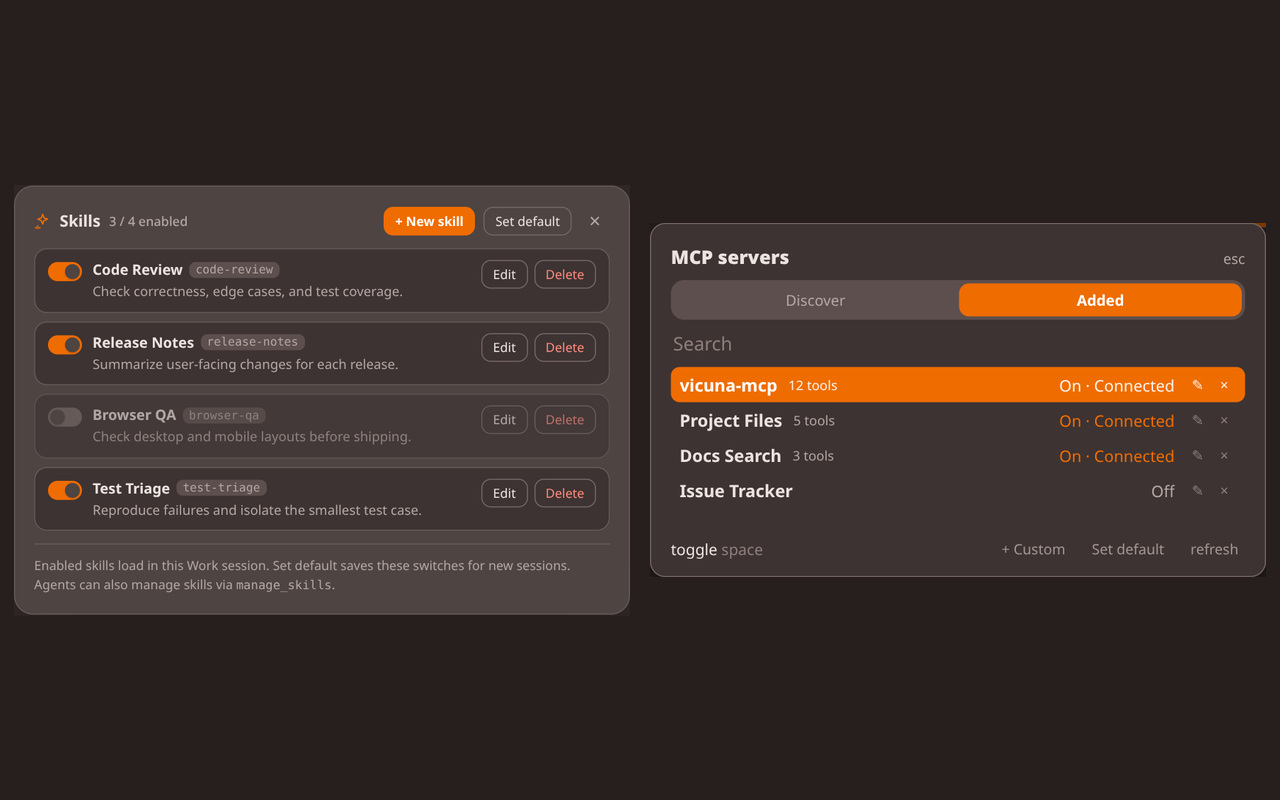 Skills 3 / 4 enabled + New skill Set default ×
Code Review code-review Edit Delete
Check correctness, edge cases, and test coverage.
Release Notes release-notes Edit Delete
Summarize user-facing changes for each release.
Browser QA browser-qa Edit Delete
Check desktop and mobile layouts before shipping.
Test Triage test-triage Edit Delete
Reproduce failures and isolate the smallest test case.
Enabled skills load in this Work session. Set default saves these switches for new sessions.
Agents can also manage skills via manage_skills.
MCP servers esc
Discover Added
Search
vicuna-mcp 12 tools On · Connected ✎ ×
Project Files 5 tools On · Connected ✎ ×
Docs Search 3 tools On · Connected ✎ ×
Issue Tracker Off ✎ ×
toggle space + Custom Set default refresh